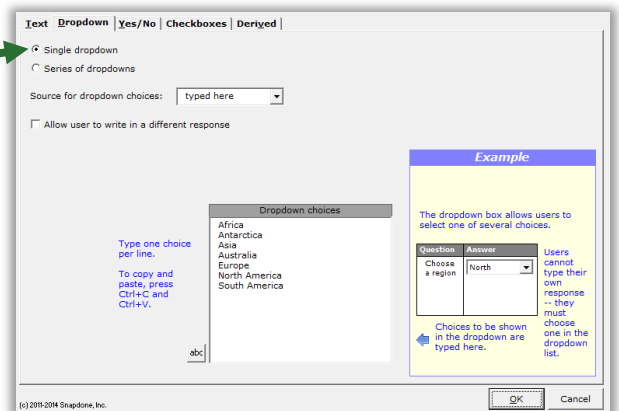 Text Dropdown Yes/No Checkboxes Derived
Single dropdown
Series of dropdowns
Source for dropdown choices: typed here
Allow user to write in a different response
Example
The dropdown box allows users to
select one of several choices.
Question Answer
Choose
a region
North
Users
cannot
type their
own
response
-- they
must
choose
one in the
dropdown
list.
Choices to be shown
in the dropdown are
typed here.
Type one choice
per line.
To copy and
paste, press
Ctrl+C and
Ctrl+V.
Dropdown choices
Africa
Antarctica
Asia
Australia
Europe
North America
South America
abc
(c) 2011-2014 Snapdone, Inc.
OK Cancel